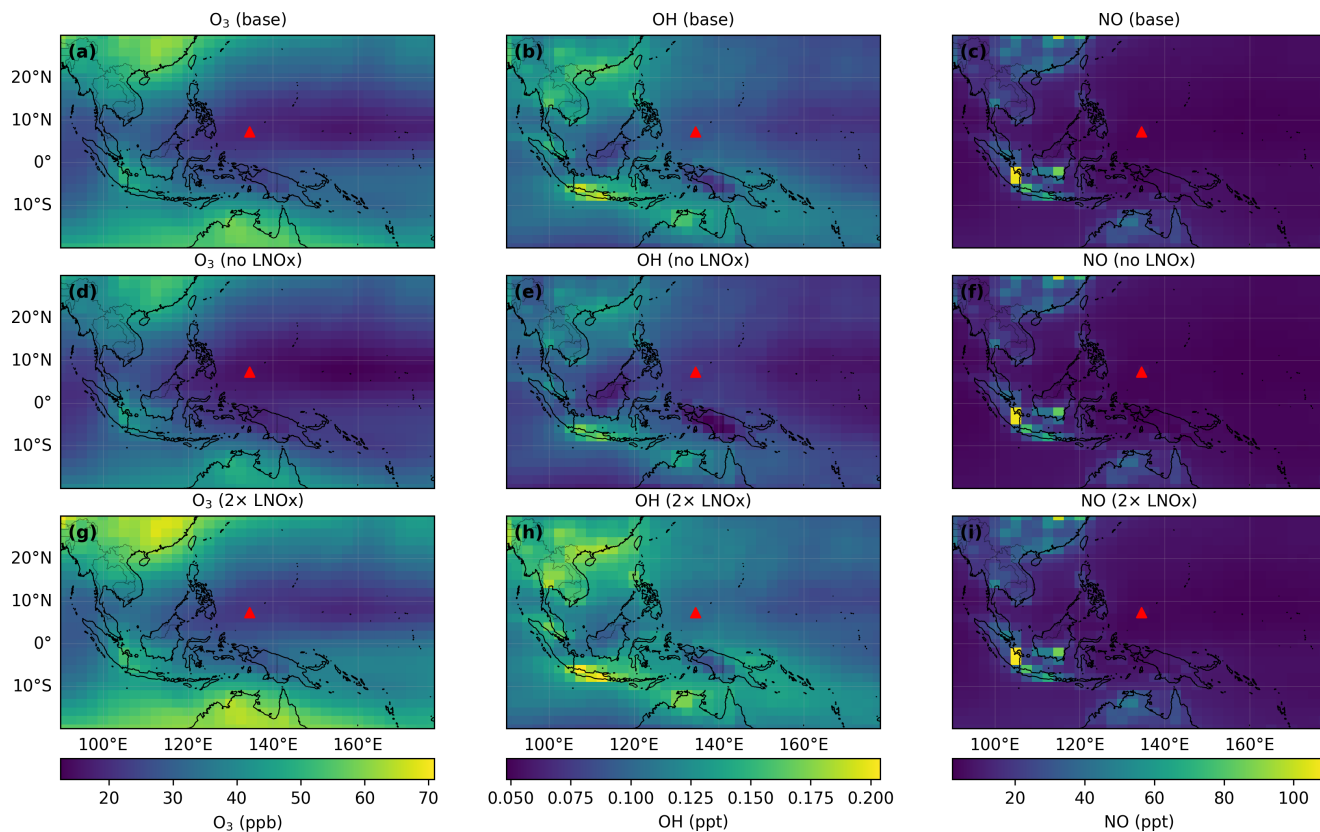 O₃ (base)
OH (base)
NO (base)
(a)
(b)
(c)
20°N
10°N
0°
10°S
O₃ (no LNOx)
OH (no LNOx)
NO (no LNOx)
(d)
(e)
(f)
20°N
10°N
0°
10°S
O₃ (2× LNOx)
OH (2× LNOx)
NO (2× LNOx)
(g)
(h)
(i)
20°N
10°N
0°
10°S
100°E 120°E 140°E 160°E
100°E 120°E 140°E 160°E
100°E 120°E 140°E 160°E
20 30 40 50 60 70
0.050 0.075 0.100 0.125 0.150 0.175 0.200
20 40 60 80 100
O₃ (ppb)
OH (ppt)
NO (ppt)